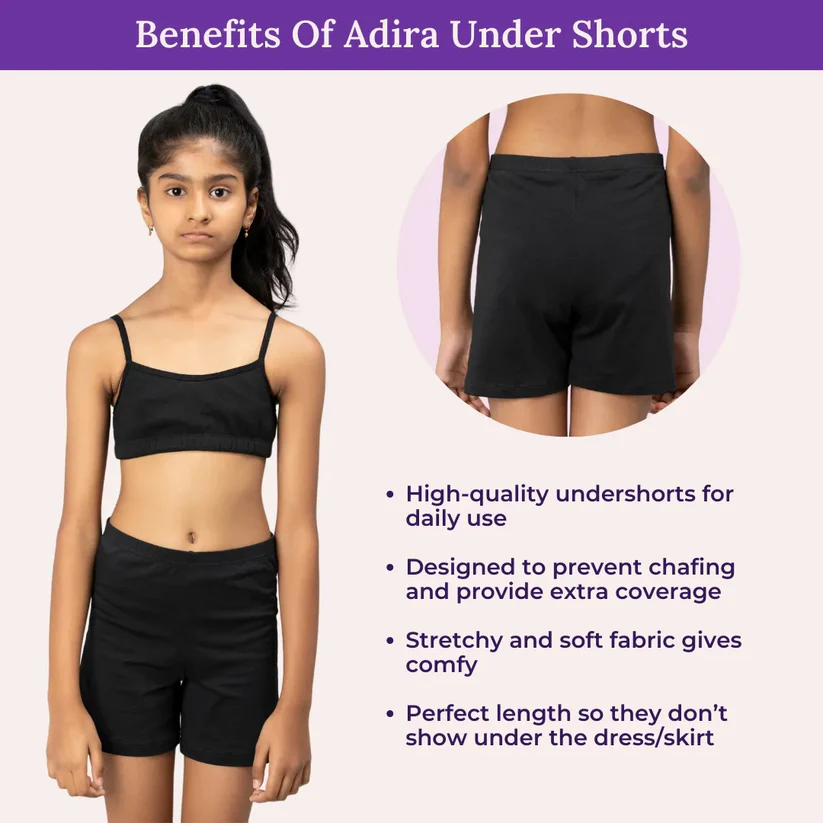 Benefits Of Adira Under Shorts
• High-quality undershorts for
daily use
• Designed to prevent chafing
and provide extra coverage
• Stretchy and soft fabric gives
comfy
• Perfect length so they don’t
show under the dress/skirt